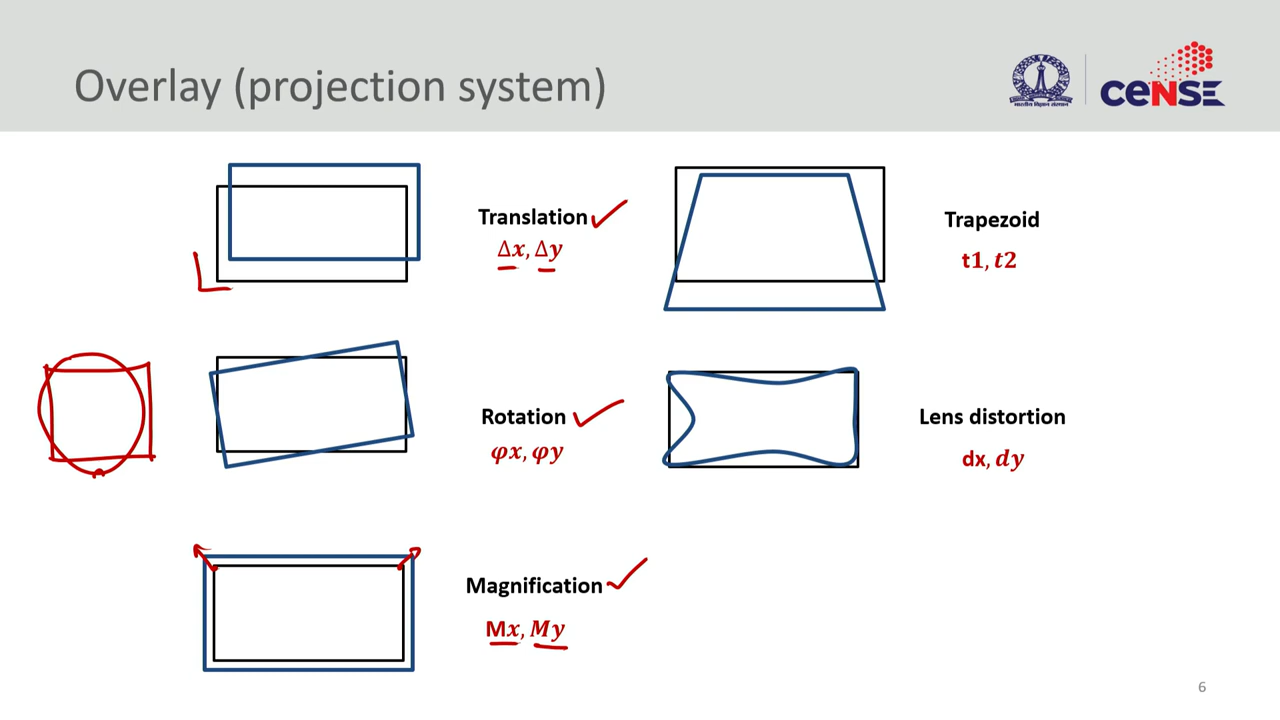 Overlay (projection system)
CeNSE
Translation
Δx, Δy
Trapezoid
t1, t2
Rotation
φx, φy
Lens distortion
dx, dy
Magnification
Mx, My
6